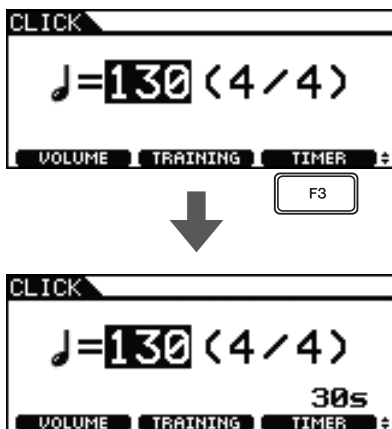 CLICK
♩=130 (4/4)
VOLUME TRAINING TIMER
F3
CLICK
♩=130 (4/4)
30s
VOLUME TRAINING TIMER